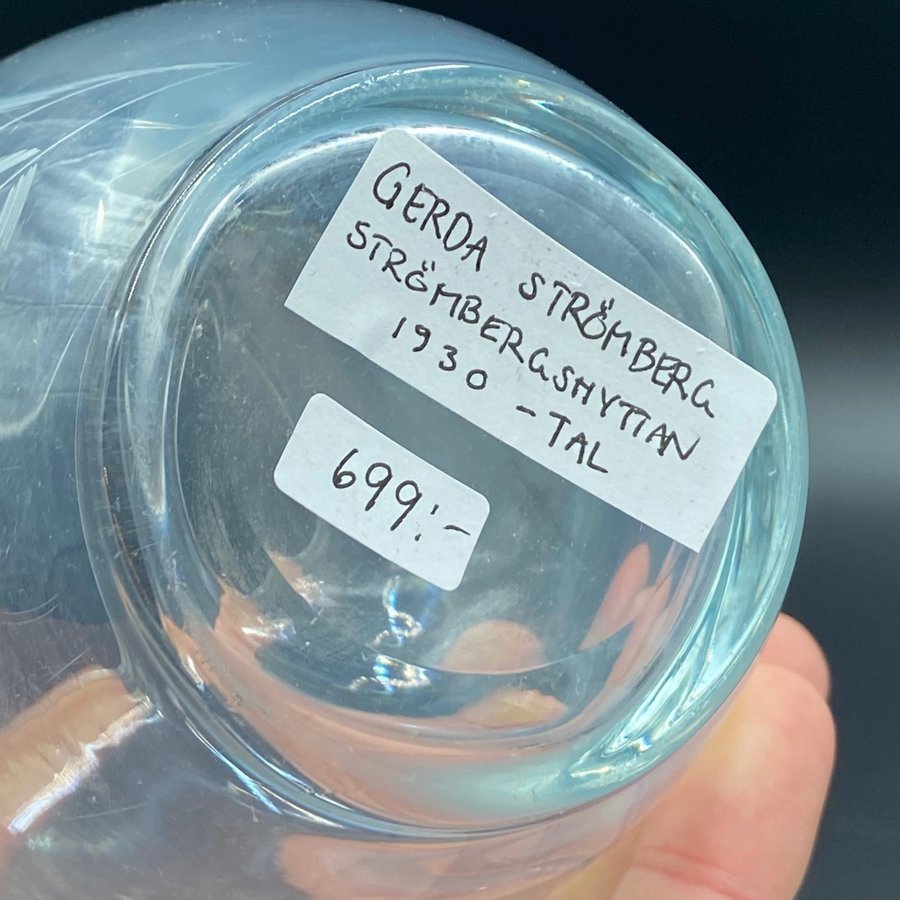 GERDA STRÖMBERG
STRÖMBERGSHYTTAN
1930-TAL
699:-